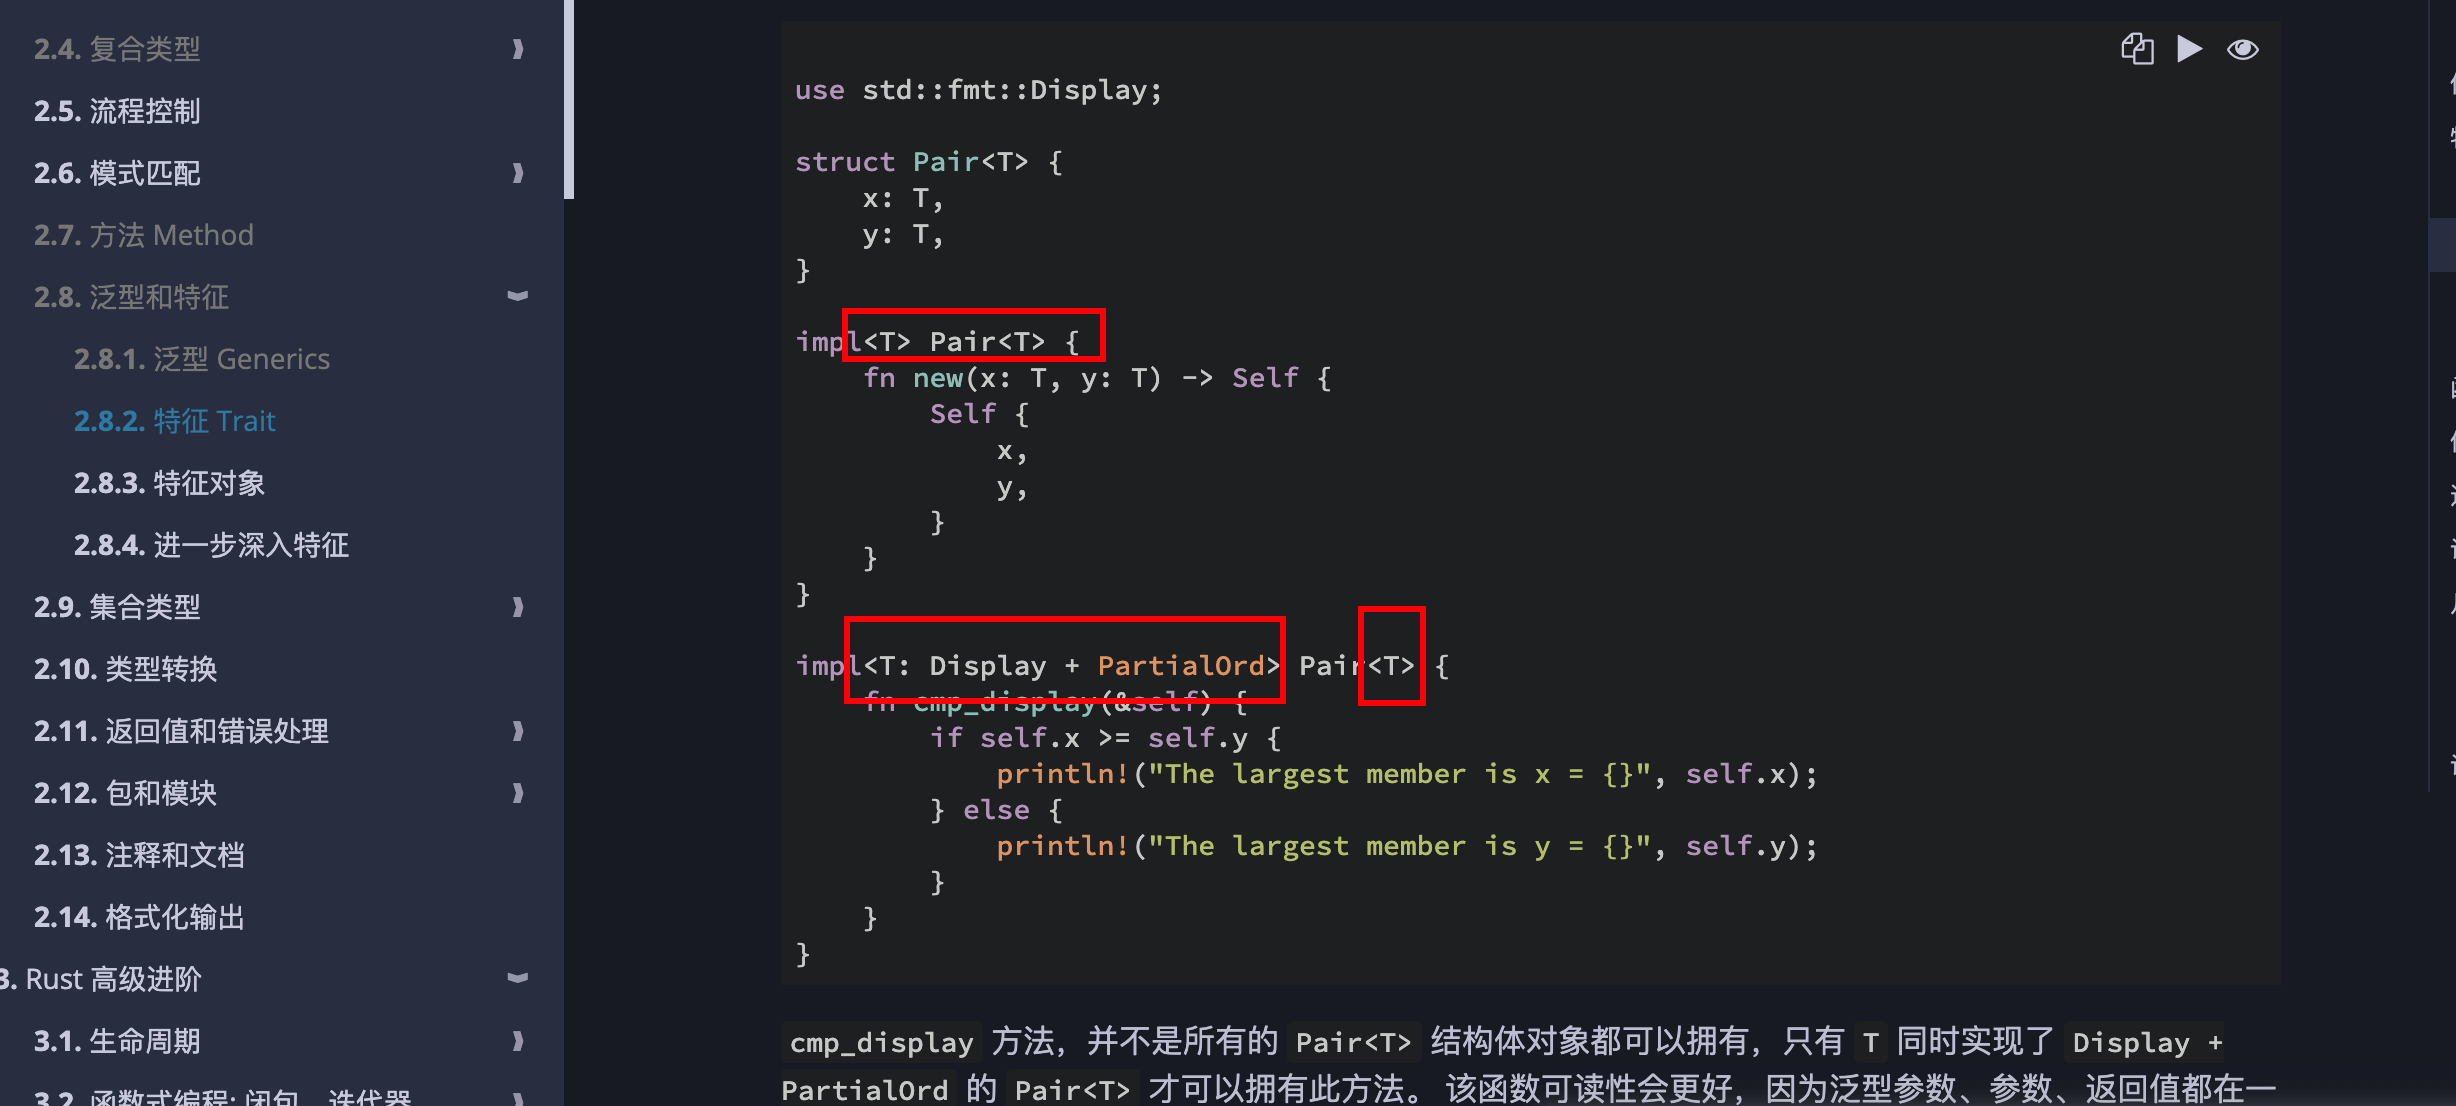 2.4. 复合类型
2.5. 流程控制
2.6. 模式匹配
2.7. 方法 Method
2.8. 泛型和特征
2.8.1. 泛型 Generics
2.8.2. 特征 Trait
2.8.3. 特征对象
2.8.4. 进一步深入特征
2.9. 集合类型
2.10. 类型转换
2.11. 返回值和错误处理
2.12. 包和模块
2.13. 注释和文档
2.14. 格式化输出
3. Rust 高级进阶
3.1. 生命周期
3.2. 函数式编程: 闭包、迭代器
use std::fmt::Display;
struct Pair<T> {
x: T,
y: T,
}
impl<T> Pair<T> {
fn new(x: T, y: T) -> Self {
Self {
x,
y,
}
}
}
impl<T: Display + PartialOrd> Pair<T> {
fn cmp_display(&self) {
if self.x >= self.y {
println!("The largest member is x = {}", self.x);
} else {
println!("The largest member is y = {}", self.y);
}
}
}
cmp_display 方法，并不是所有的 Pair<T> 结构体对象都可以拥有，只有 T 同时实现了 Display +
PartialOrd 的 Pair<T> 才可以拥有此方法。 该函数可读性会更好，因为泛型参数、参数、返回值都在一